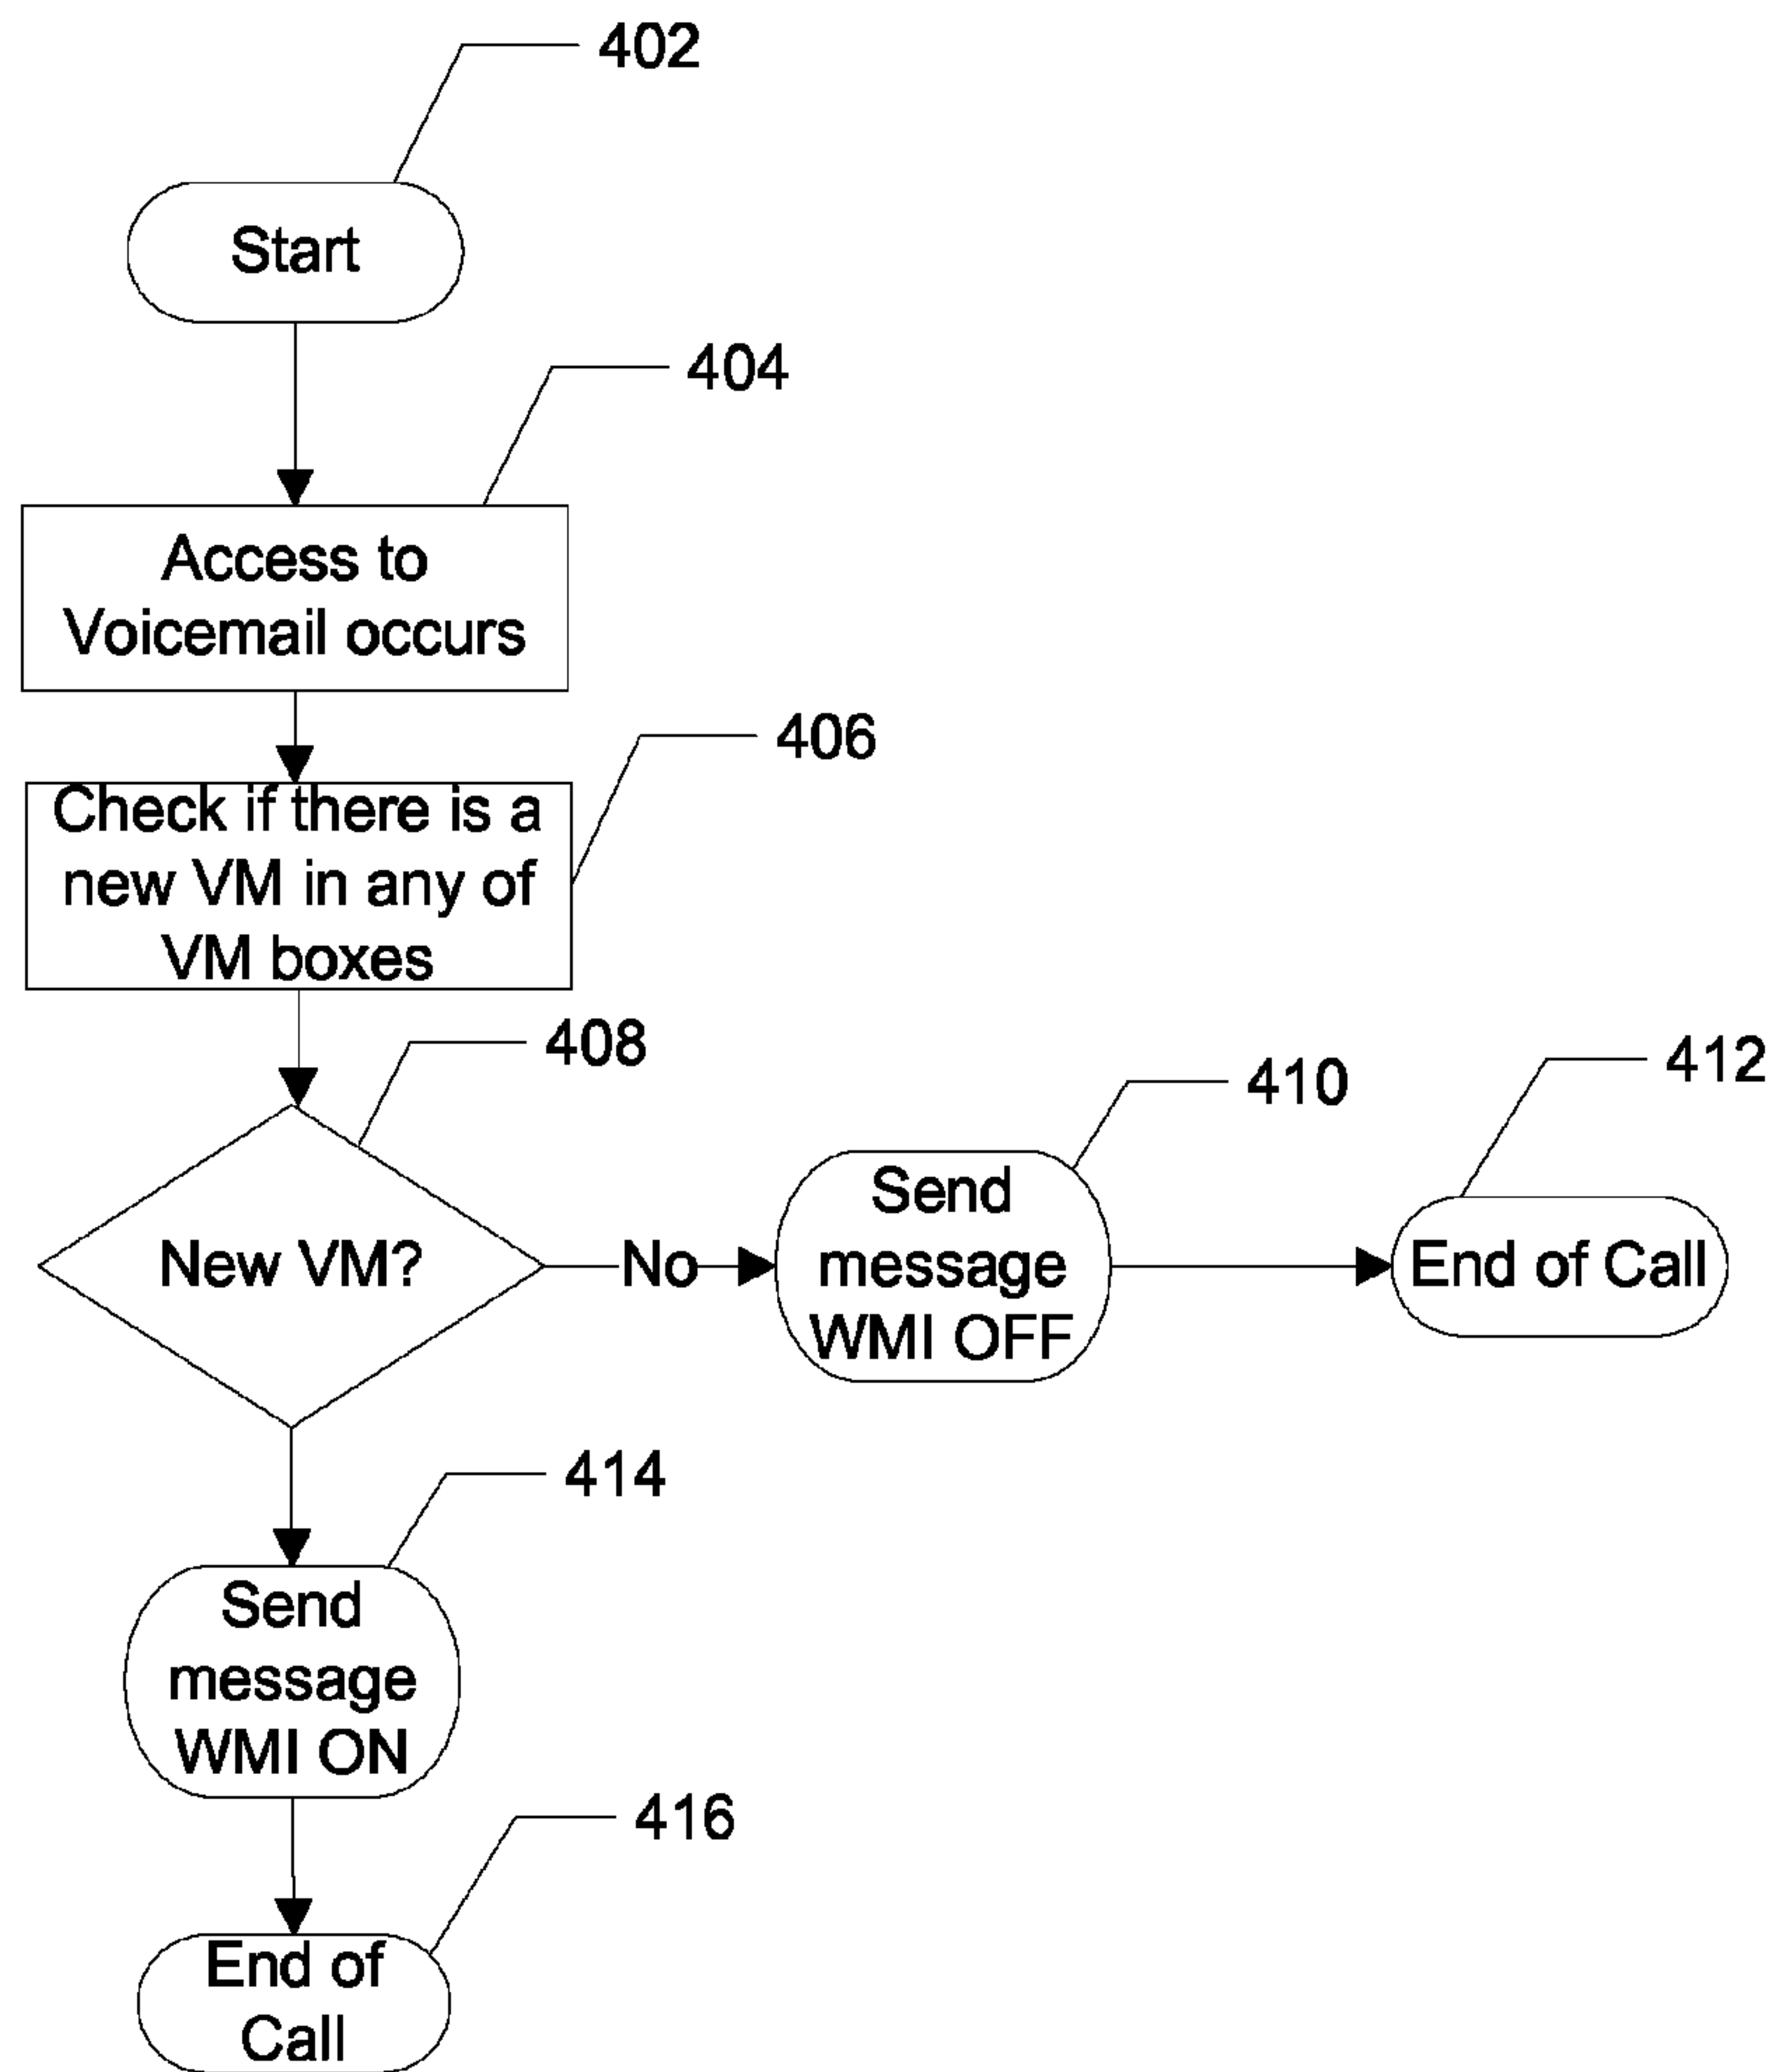 402
Start
404
Access to
Voicemail occurs
406
Check if there is a
new VM in any of
VM boxes
408
New VM?
No
410
Send
message
WMI OFF
412
End of Call
414
Send
message
WMI ON
416
End of
Call